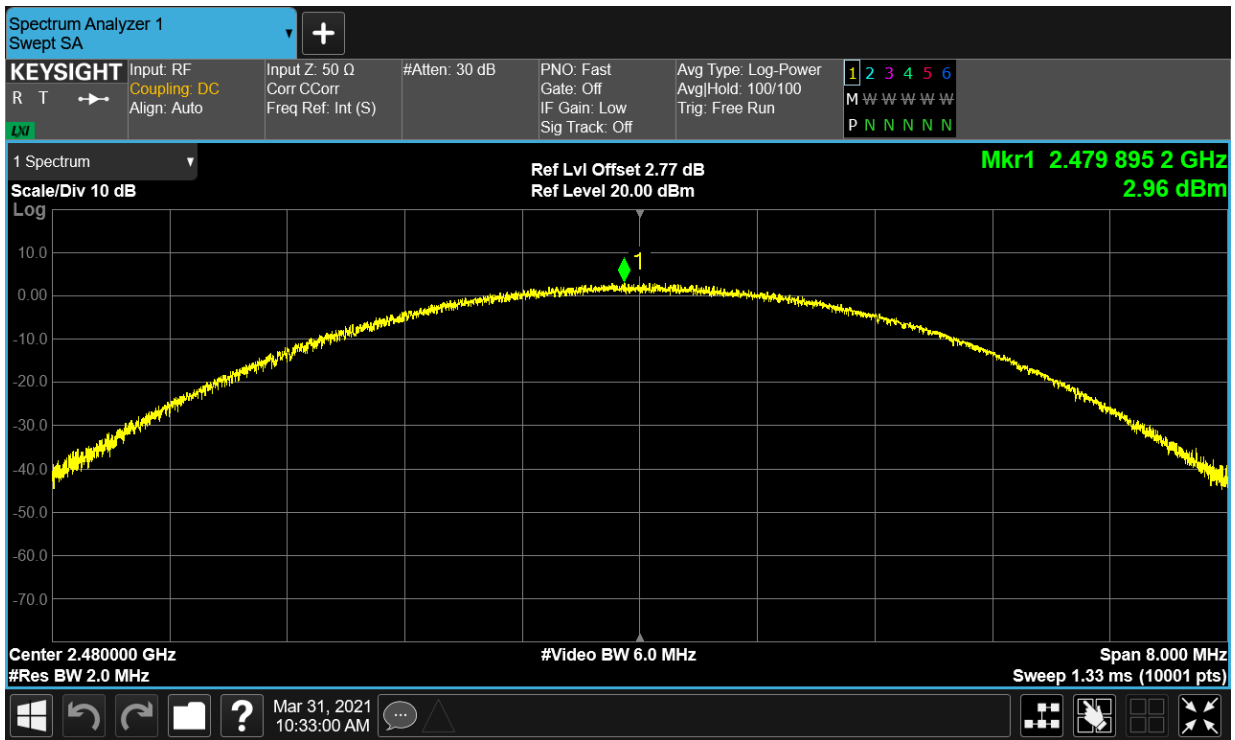 Spectrum Analyzer 1
Swept SA
KEYSIGHT
R T
LXI
Input: RF
Coupling: DC
Align: Auto
Input Z: 50 Ω
Corr CCorr
Freq Ref: Int (S)
#Atten: 30 dB
PNO: Fast
Gate: Off
IF Gain: Low
Sig Track: Off
Avg Type: Log-Power
Avg|Hold: 100/100
Trig: Free Run
1 2 3 4 5 6
M W W W W W
P N N N N N
1 Spectrum
Scale/Div 10 dB
Log
Ref Lvl Offset 2.77 dB
Ref Level 20.00 dBm
Mkr1 2.479 895 2 GHz
2.96 dBm
1
10.0
0.00
-10.0
-20.0
-30.0
-40.0
-50.0
-60.0
-70.0
Center 2.480000 GHz
#Res BW 2.0 MHz
#Video BW 6.0 MHz
Span 8.000 MHz
Sweep 1.33 ms (10001 pts)
?
Mar 31, 2021
10:33:00 AM